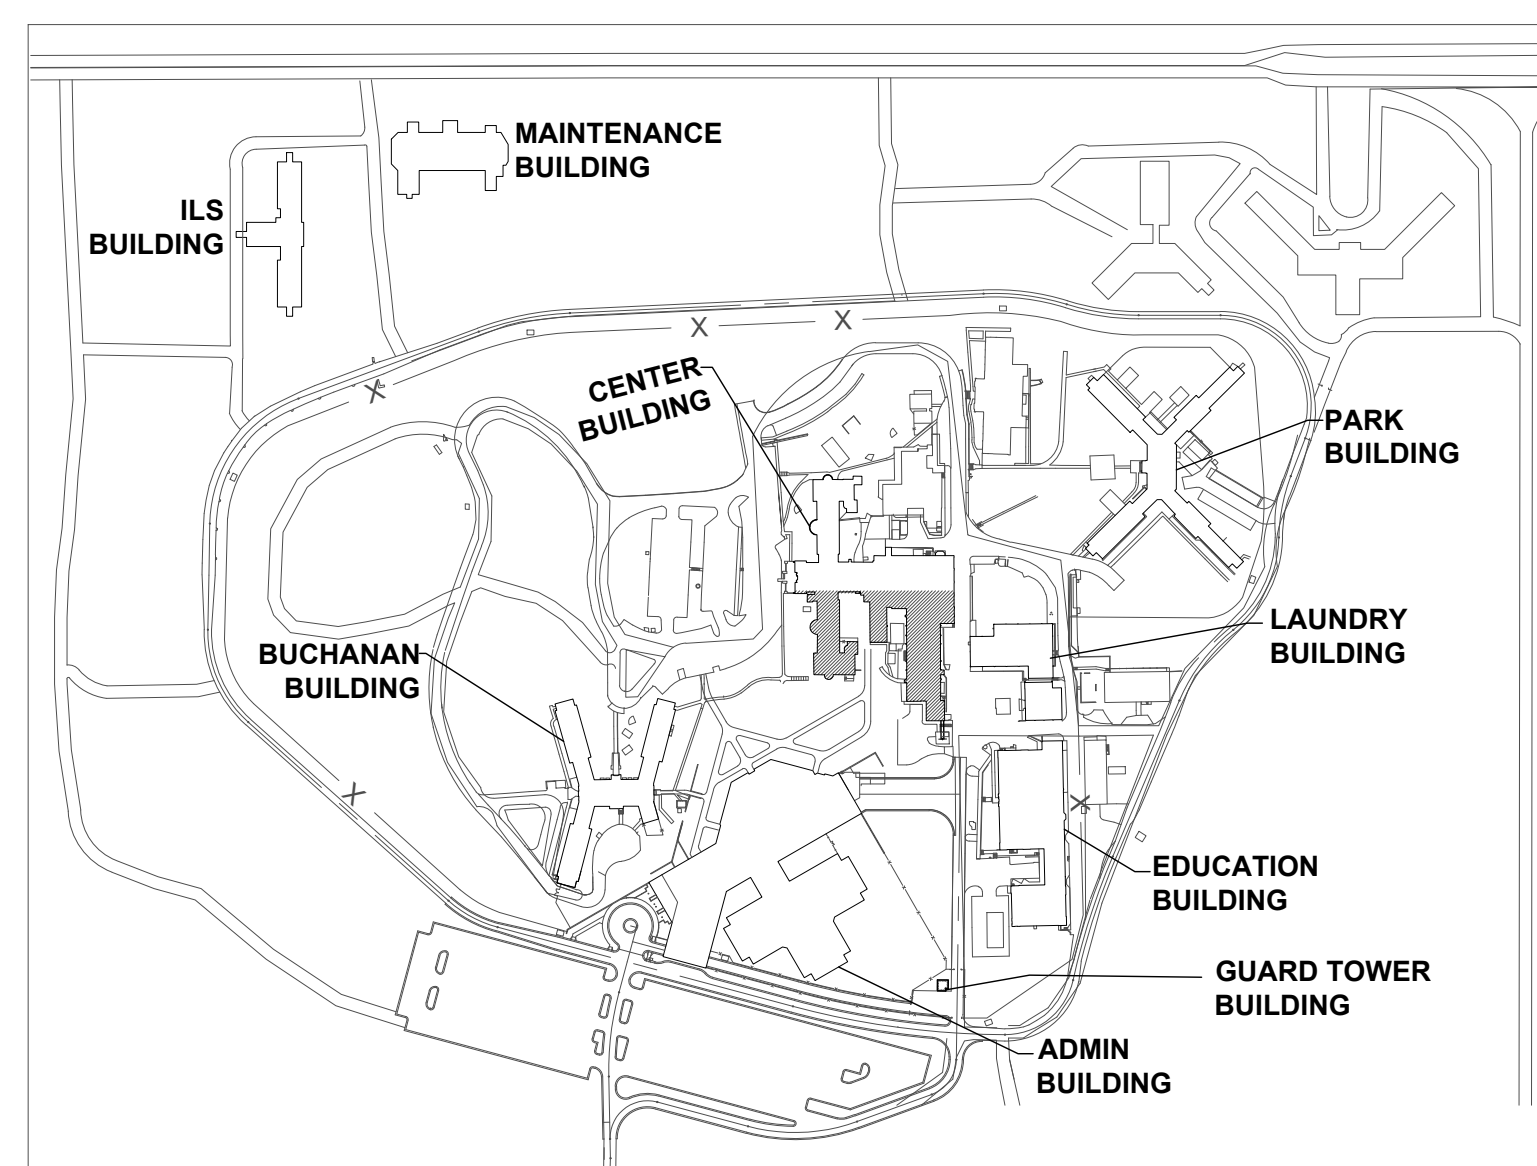 MAINTENANCE
BUILDING
ILS
BUILDING
X
X
X
CENTER
BUILDING
PARK
BUILDING
LAUNDRY
BUILDING
BUCHANAN
BUILDING
X
X
EDUCATION
BUILDING
GUARD TOWER
BUILDING
ADMIN
BUILDING